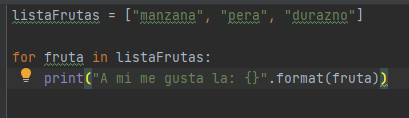 listaFrutas = ["manzana", "pera", "durazno"]
for fruta in listaFrutas:
    print("A mi me gusta la: {}".format(fruta))